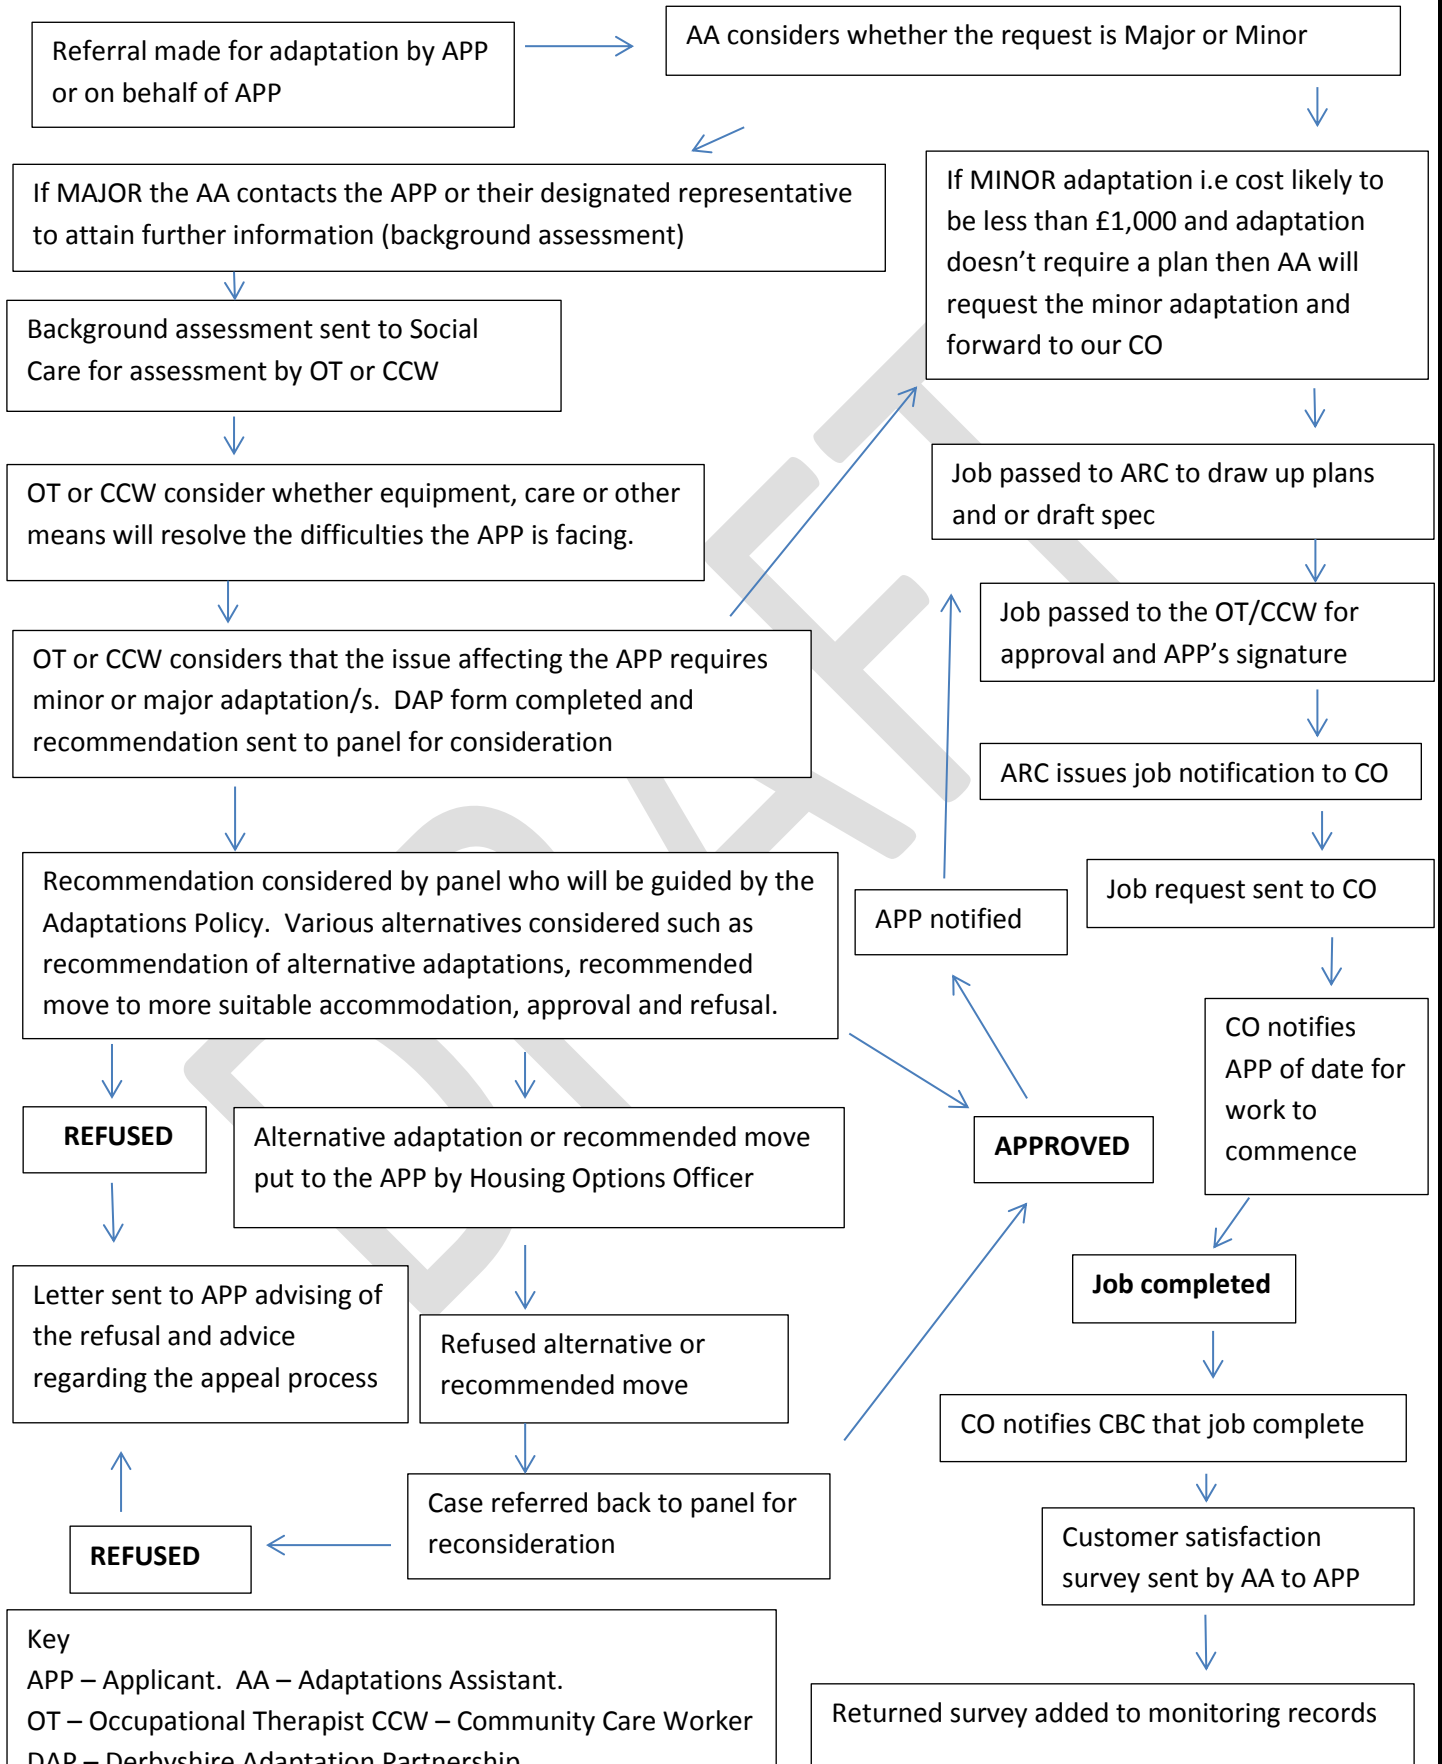 Referral made for adaptation by APP
or on behalf of APP
AA considers whether the request is Major or Minor
If MAJOR the AA contacts the APP or their designated representative
to attain further information (background assessment)
If MINOR adaptation i.e cost likely to
be less than £1,000 and adaptation
doesn’t require a plan then AA will
request the minor adaptation and
forward to our CO
Background assessment sent to Social
Care for assessment by OT or CCW
OT or CCW consider whether equipment, care or other
means will resolve the difficulties the APP is facing.
Job passed to ARC to draw up plans
and or draft spec
OT or CCW considers that the issue affecting the APP requires
minor or major adaptation/s.  DAP form completed and
recommendation sent to panel for consideration
Job passed to the OT/CCW for
approval and APP’s signature
ARC issues job notification to CO
Recommendation considered by panel who will be guided by the
Adaptations Policy.  Various alternatives considered such as
recommendation of alternative adaptations, recommended
move to more suitable accommodation, approval and refusal.
APP notified
Job request sent to CO
CO notifies
APP of date for
work to
commence
REFUSED
Alternative adaptation or recommended move
put to the APP by Housing Options Officer
APPROVED
Letter sent to APP advising of
the refusal and advice
regarding the appeal process
Refused alternative or
recommended move
Job completed
CO notifies CBC that job complete
Case referred back to panel for
reconsideration
REFUSED
Customer satisfaction
survey sent by AA to APP
Key
APP – Applicant.  AA – Adaptations Assistant.
OT – Occupational Therapist CCW – Community Care Worker
DAP – Derbyshire Adaptation Partnership
Returned survey added to monitoring records
DRAFT